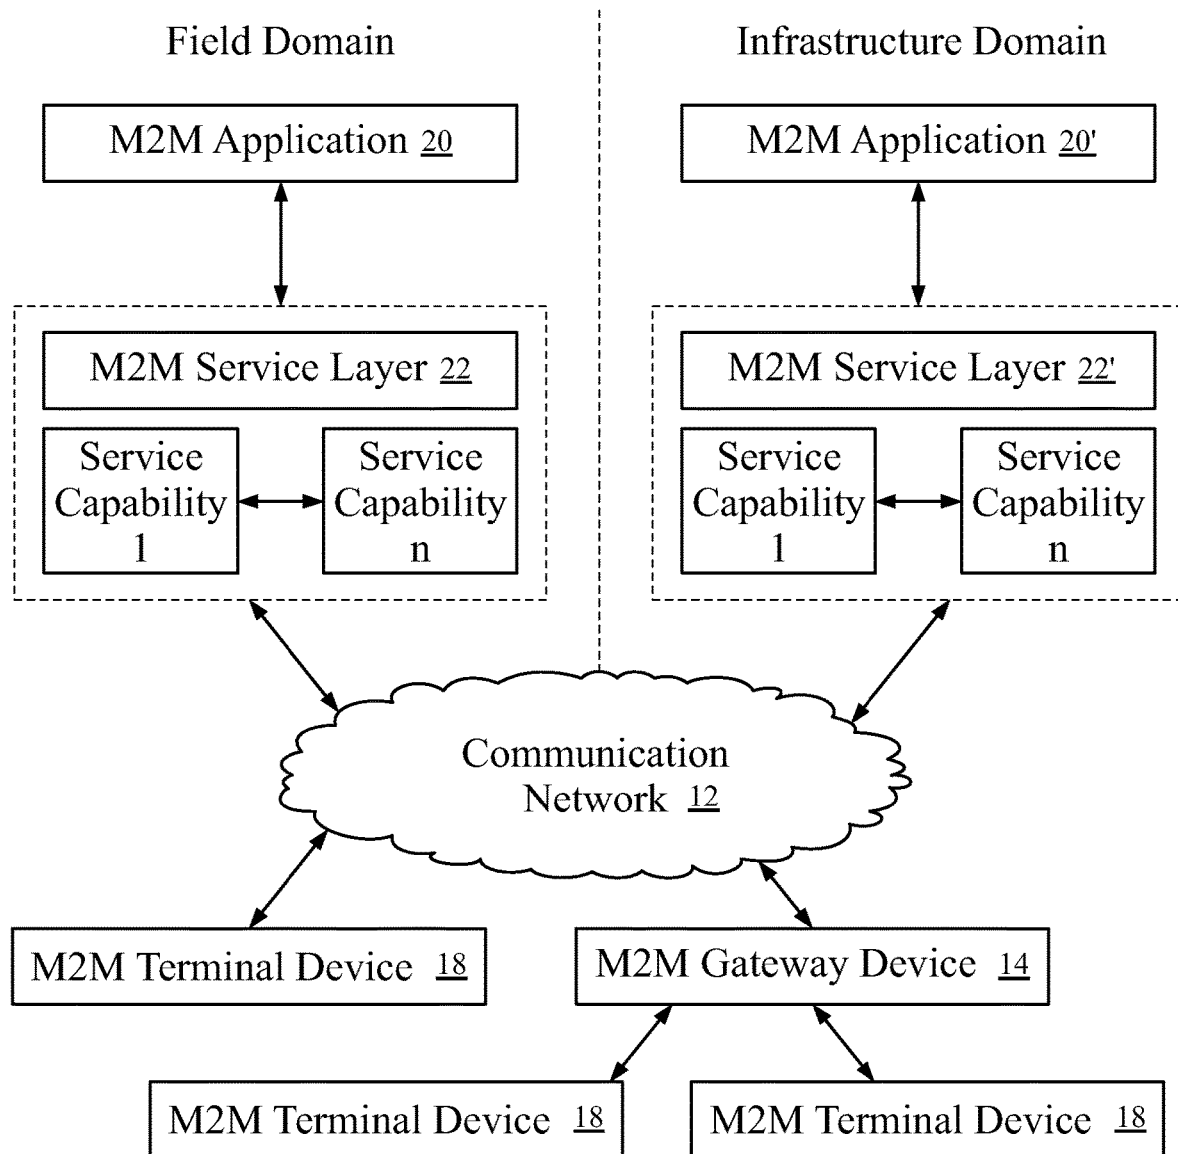 Field Domain
Infrastructure Domain
M2M Application 20
M2M Application 20'
M2M Service Layer 22
M2M Service Layer 22'
Service
Capability
1
Service
Capability
n
Service
Capability
1
Service
Capability
n
Communication
Network 12
M2M Terminal Device 18
M2M Gateway Device 14
M2M Terminal Device 18
M2M Terminal Device 18